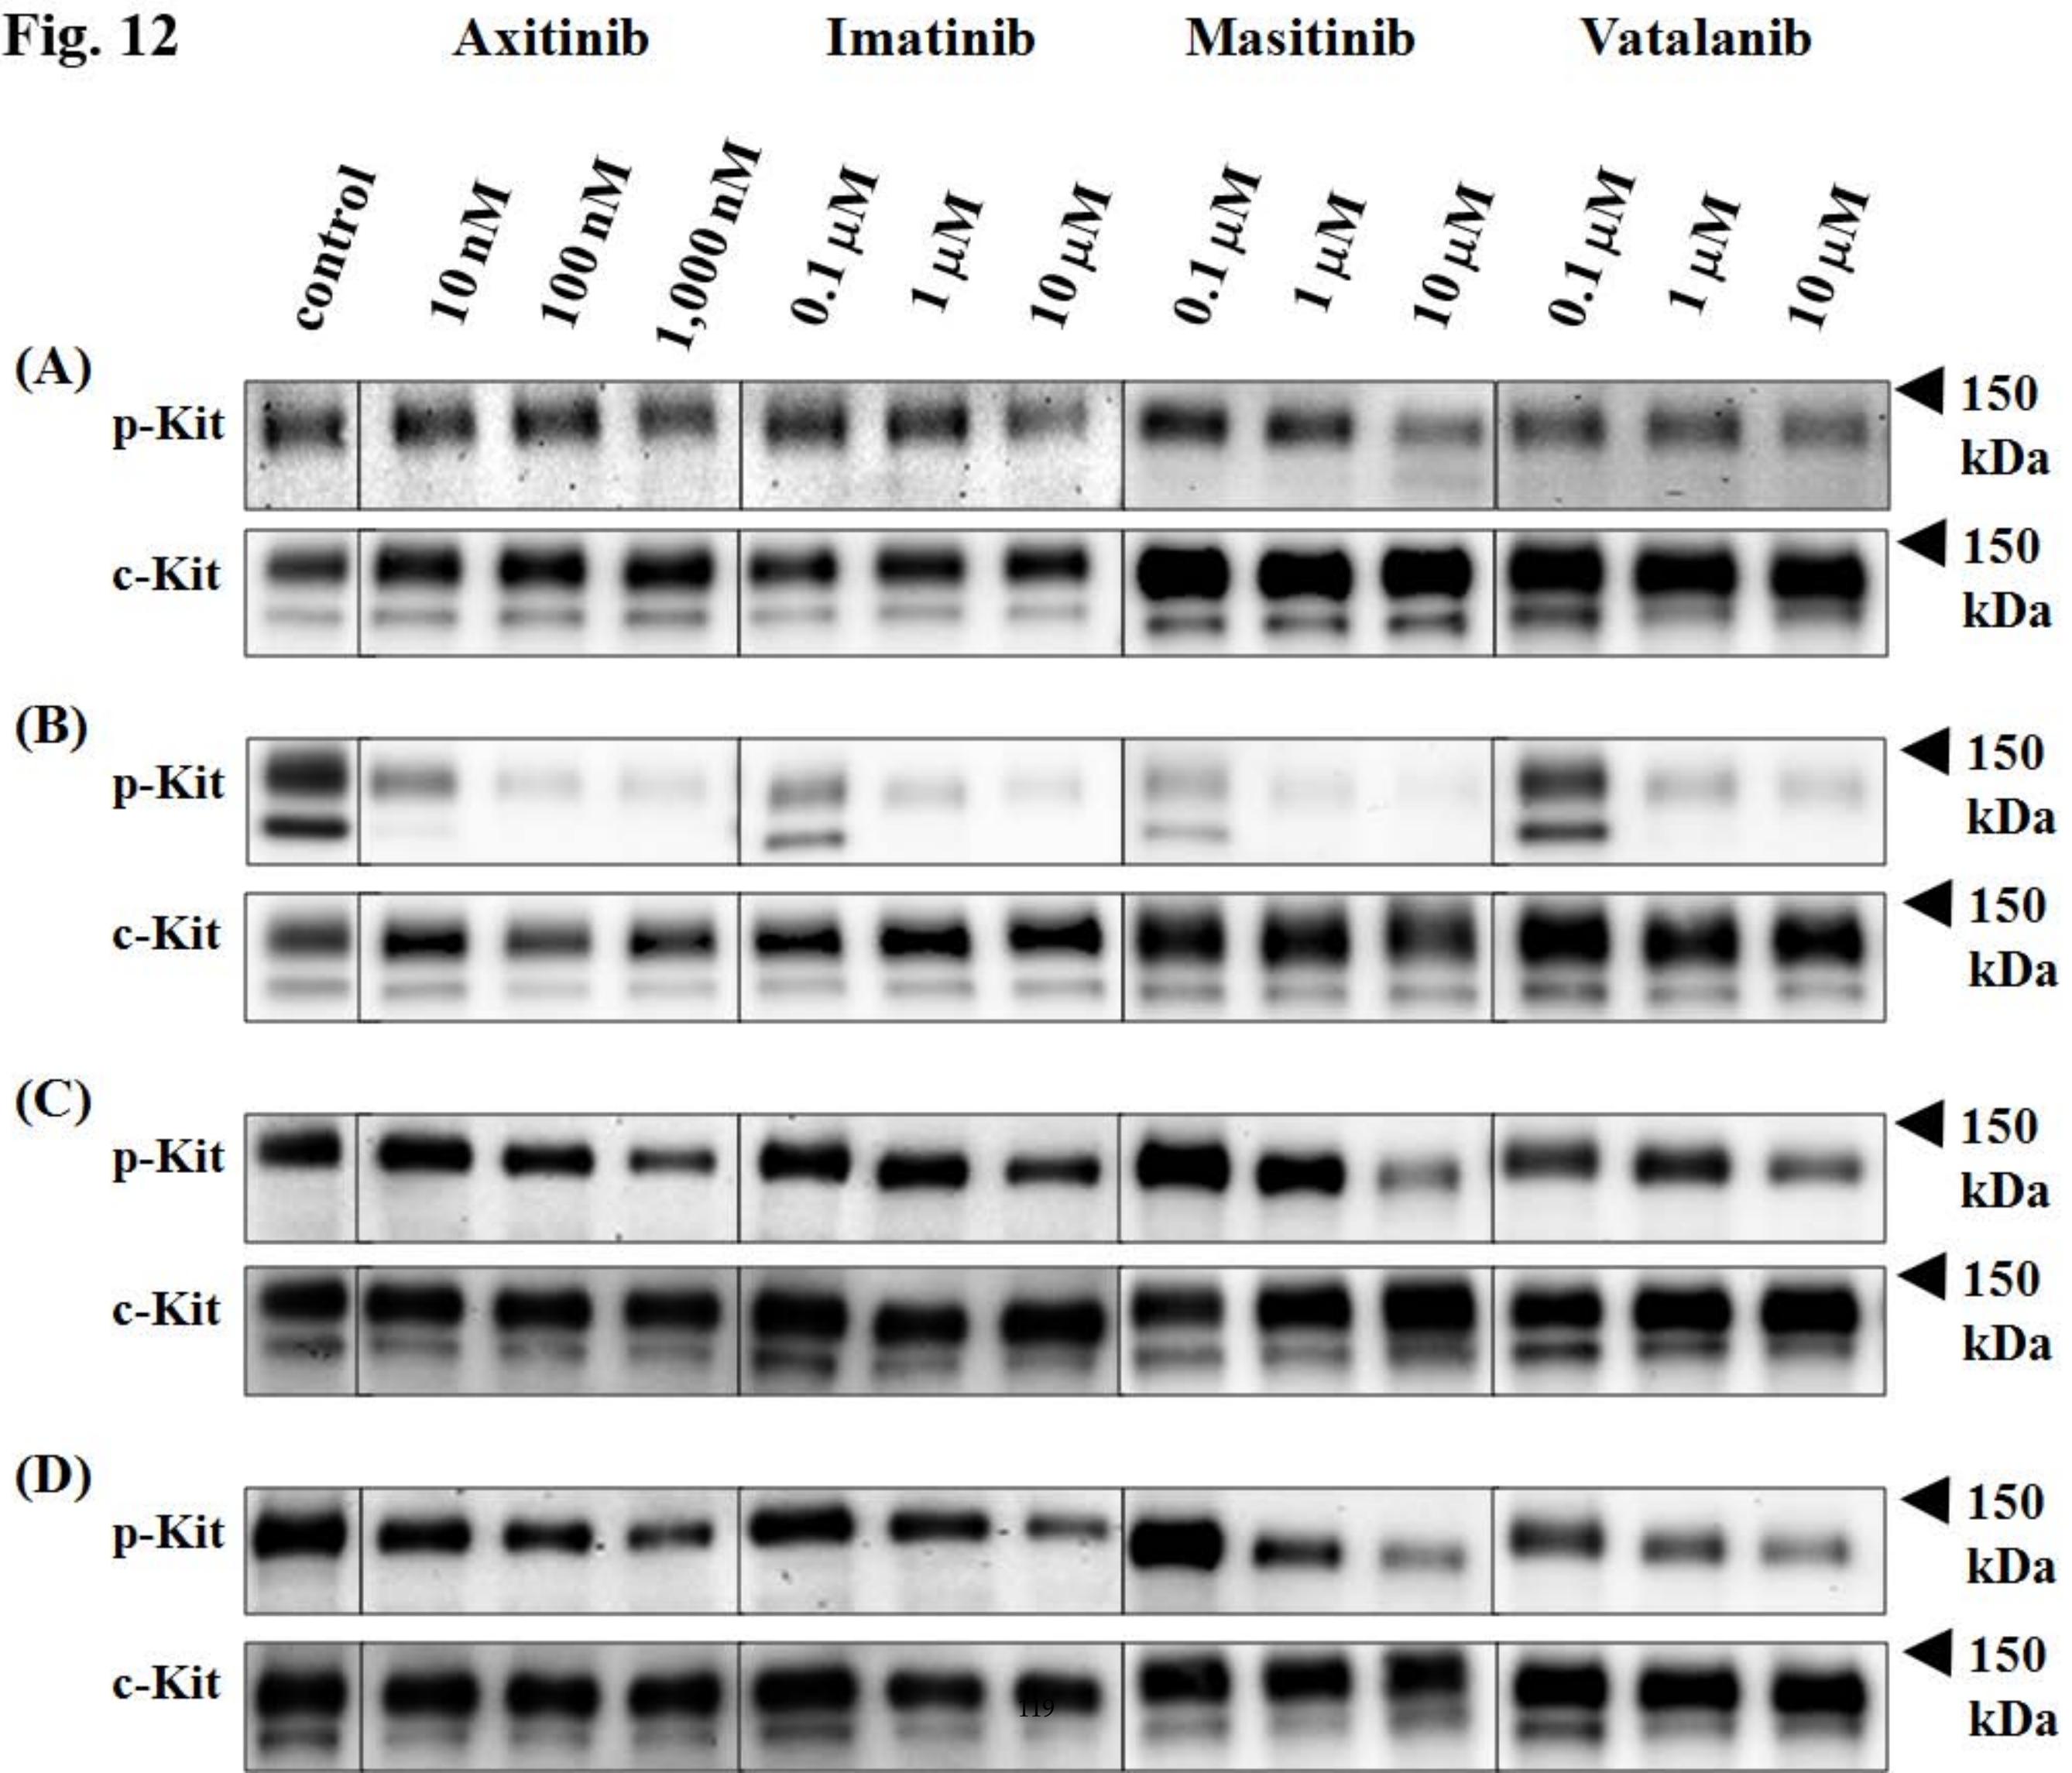 Fig. 12 Axitinib Imatinib Masitinib Vatalanib
control 10 nM 100 nM 1,000 nM 0.1 μM 1 μM 10 μM 0.1 μM 1 μM 10 μM 0.1 μM 1 μM 10 μM
(A)
p-Kit 150
kDa
c-Kit 150
kDa
(B)
p-Kit 150
kDa
c-Kit 150
kDa
(C)
p-Kit 150
kDa
c-Kit 150
kDa
(D)
p-Kit 150
kDa
c-Kit 150
kDa
119